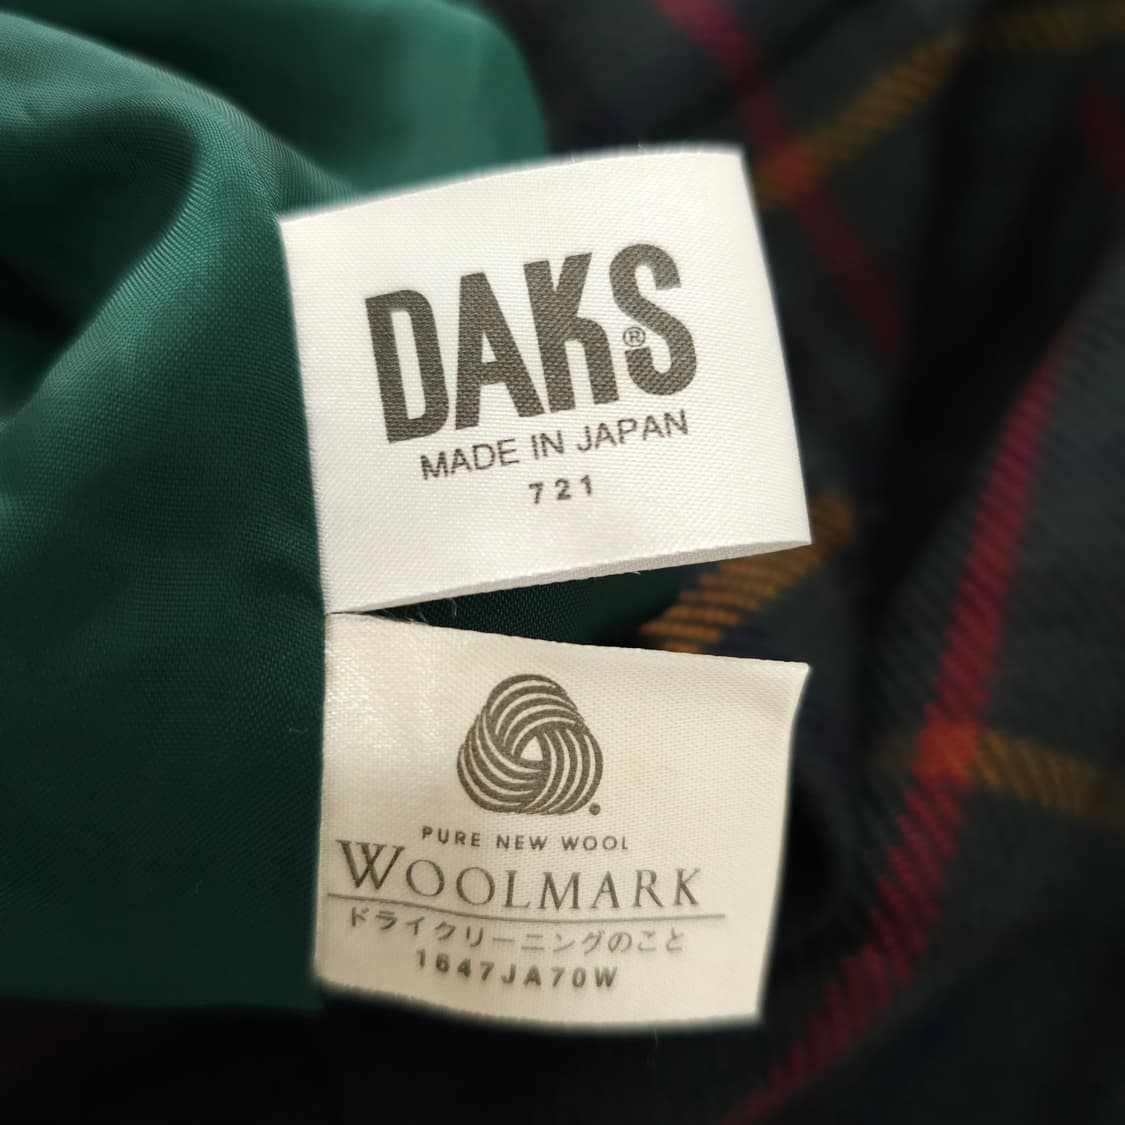 DAKS®
MADE IN JAPAN
721
PURE NEW WOOL
WOOLMARK
ドライクリーニングのこと
1647JA70W